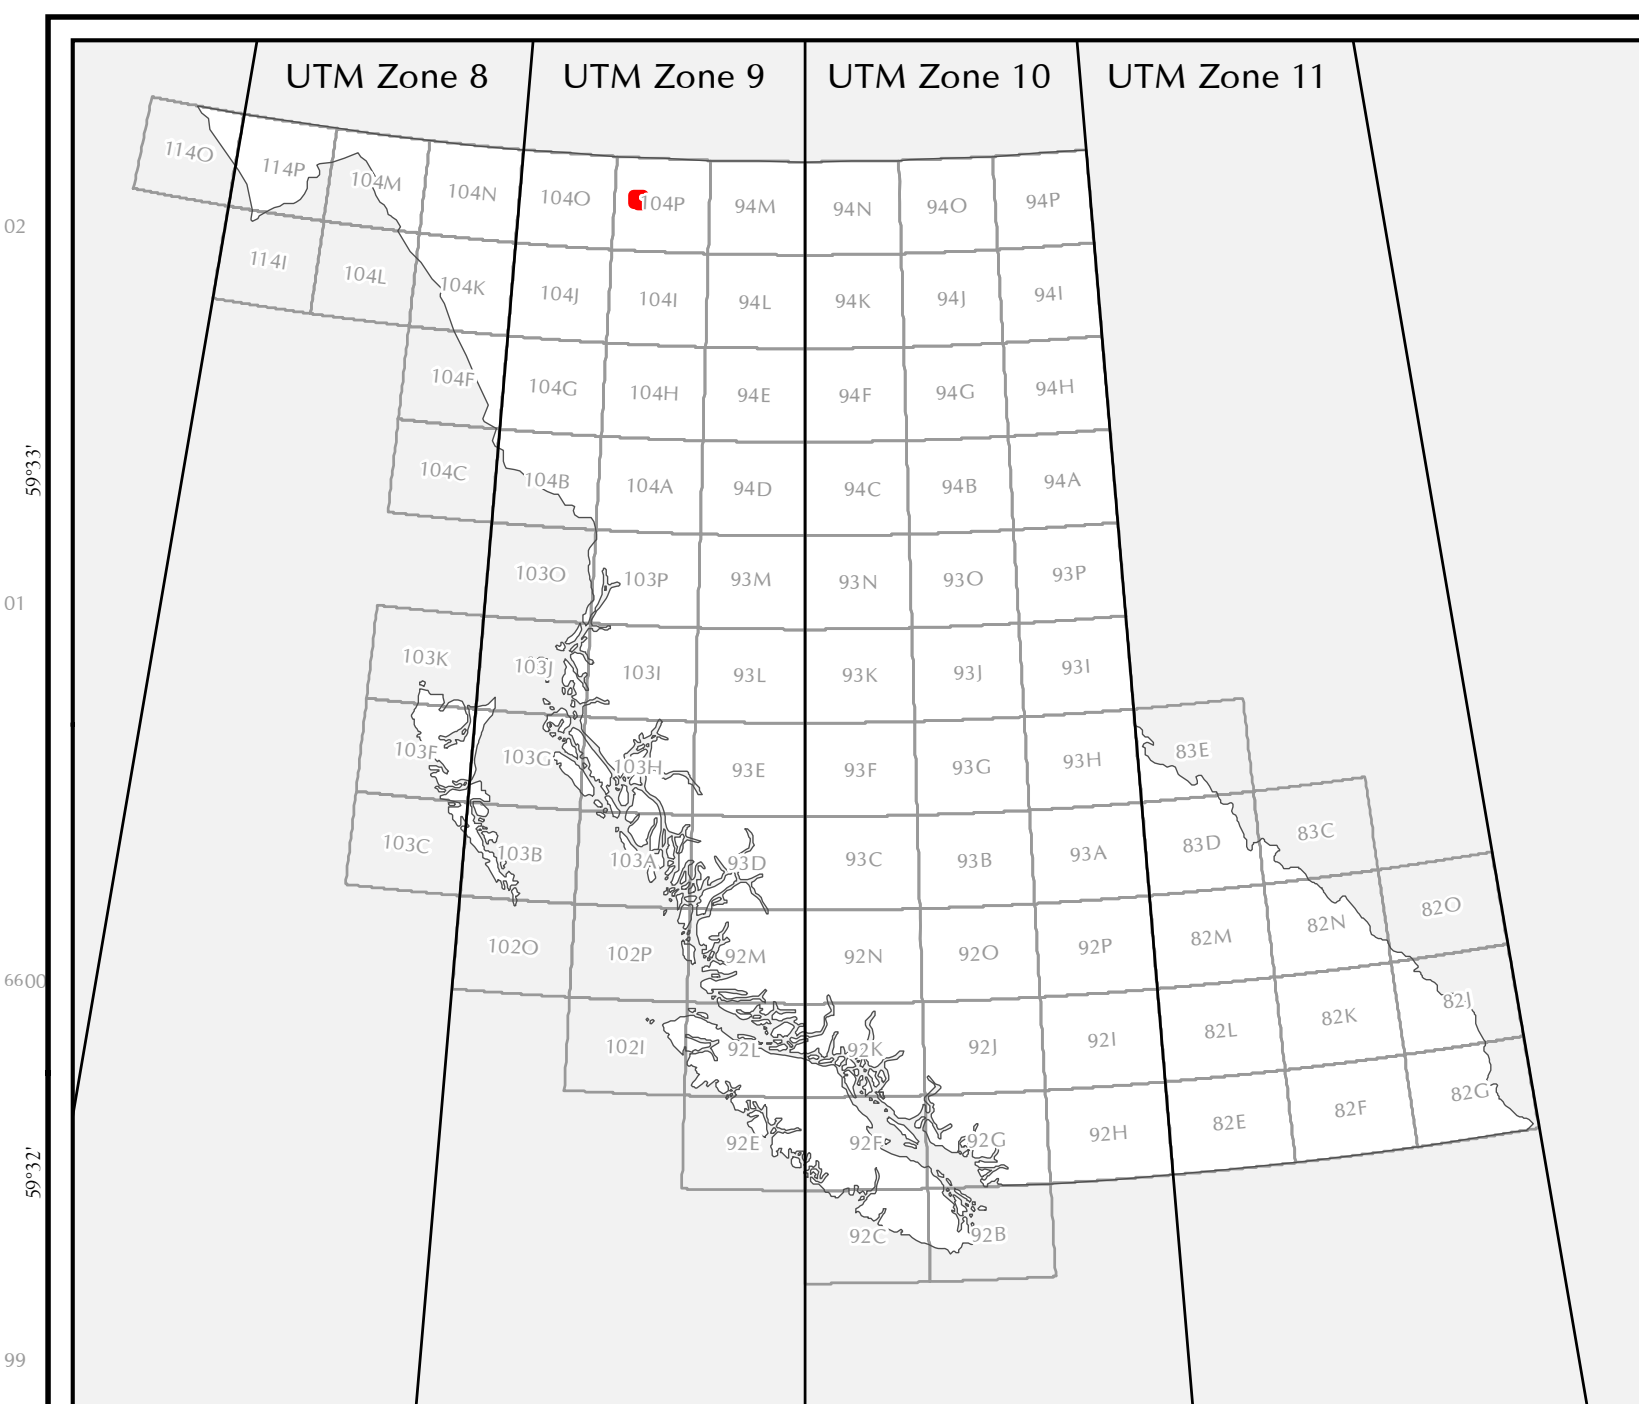 UTM Zone 8 UTM Zone 9 UTM Zone 10 UTM Zone 11
114O 114P 104M 104N 104O 104P 94M 94N 94O 94P
02
114I 104L 104K 104J 104I 94L 94K 94J 94I
104F 104G 104H 94E 94F 94G 94H
59°33'
104C 104B 104A 94D 94C 94B 94A
103O 103P 93M 93N 93O 93P
01
103K 103J 103I 93L 93K 93J 93I
103F 103G 103H 93E 93F 93G 93H 83E
103C 103B 103A 93D 93C 93B 93A 83D 83C
102O 102P 92M 92N 92O 92P 82M 82N 82O
6600
102I 92L 92K 92J 92I 82L 82K 82J
92E 92F 92G 92H 82E 82F 82G
59°32'
92C 92B
99